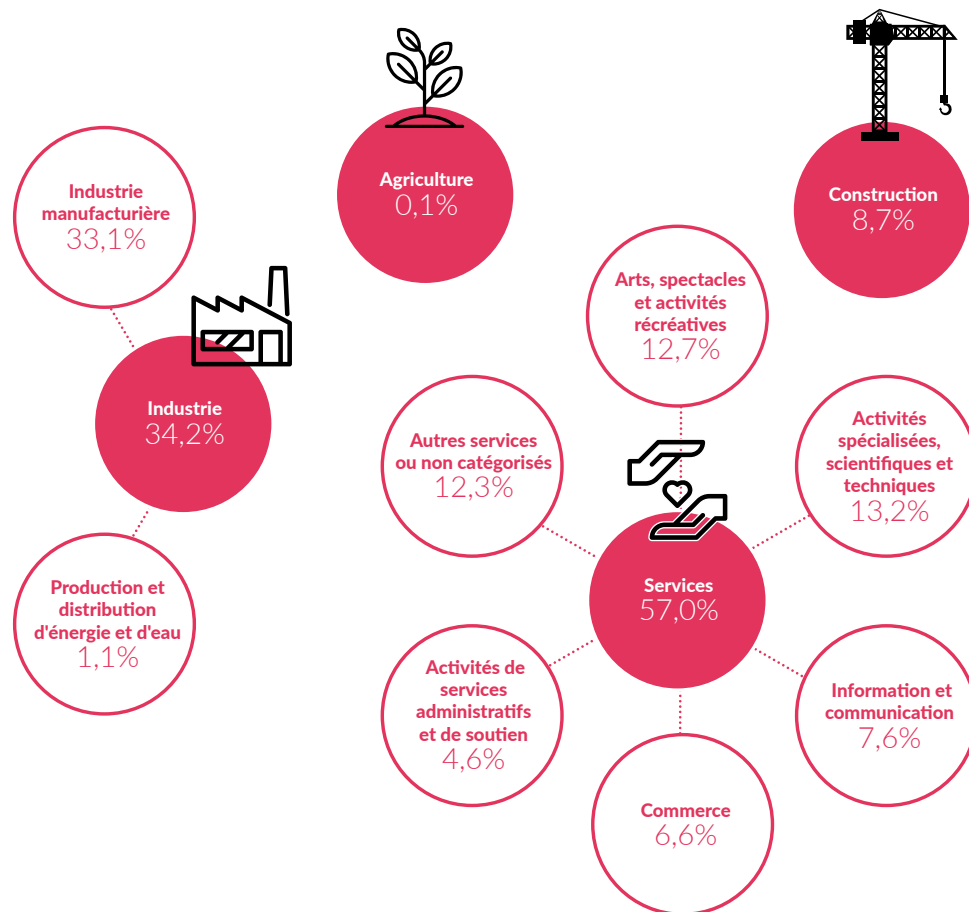 Agriculture
0,1%
Construction
8,7%
Industrie
manufacturière
33,1%
Industrie
34,2%
Production et
distribution
d'énergie et d'eau
1,1%
Arts, spectacles
et activités
récréatives
12,7%
Autres services
ou non catégorisés
12,3%
Activités
spécialisées,
scientifiques et
techniques
13,2%
Services
57,0%
Activités de
services
administratifs
et de soutien
4,6%
Information et
communication
7,6%
Commerce
6,6%